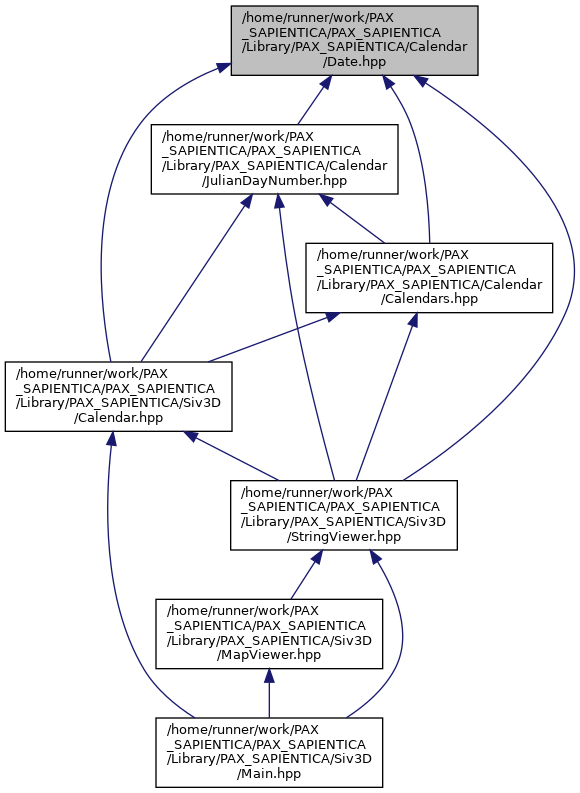 /home/runner/work/PAX
_SAPIENTICA/PAX_SAPIENTICA
/Library/PAX_SAPIENTICA/Calendar
/Date.hpp
/home/runner/work/PAX
_SAPIENTICA/PAX_SAPIENTICA
/Library/PAX_SAPIENTICA/Calendar
/JulianDayNumber.hpp
/home/runner/work/PAX
_SAPIENTICA/PAX_SAPIENTICA
/Library/PAX_SAPIENTICA/Calendar
/Calendars.hpp
/home/runner/work/PAX
_SAPIENTICA/PAX_SAPIENTICA
/Library/PAX_SAPIENTICA/Siv3D
/Calendar.hpp
/home/runner/work/PAX
_SAPIENTICA/PAX_SAPIENTICA
/Library/PAX_SAPIENTICA/Siv3D
/StringViewer.hpp
/home/runner/work/PAX
_SAPIENTICA/PAX_SAPIENTICA
/Library/PAX_SAPIENTICA/Siv3D
/MapViewer.hpp
/home/runner/work/PAX
_SAPIENTICA/PAX_SAPIENTICA
/Library/PAX_SAPIENTICA/Siv3D
/Main.hpp